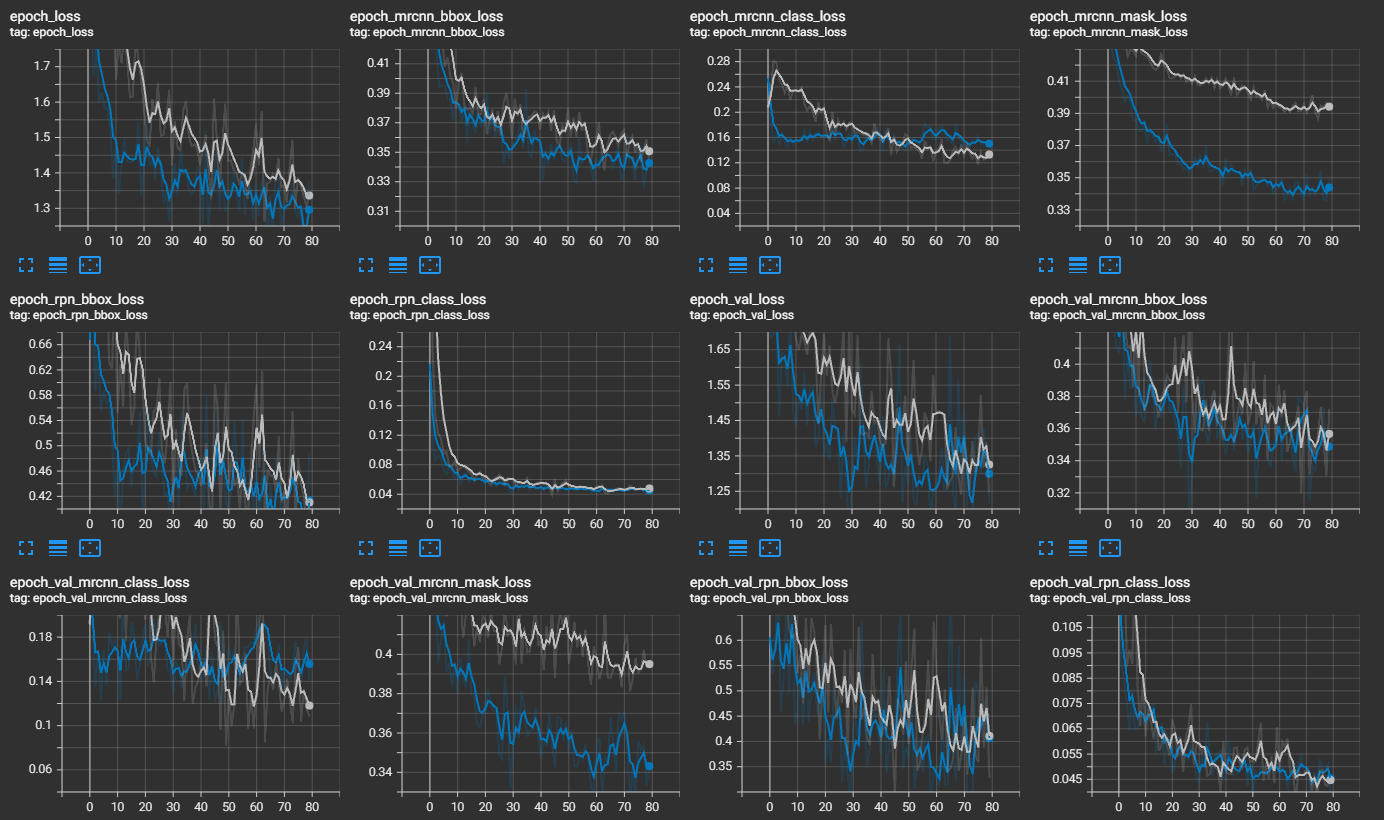 epoch_loss
tag: epoch_loss
1.7
1.6
1.5
1.4
1.3
0 10 20 30 40 50 60 70 80
epoch_mrcnn_bbox_loss
tag: epoch_mrcnn_bbox_loss
0.41
0.39
0.37
0.35
0.33
0.31
0 10 20 30 40 50 60 70 80
epoch_mrcnn_class_loss
tag: epoch_mrcnn_class_loss
0.28
0.24
0.2
0.16
0.12
0.08
0.04
0 10 20 30 40 50 60 70 80
epoch_mrcnn_mask_loss
tag: epoch_mrcnn_mask_loss
0.41
0.39
0.37
0.35
0.33
0 10 20 30 40 50 60 70 80
epoch_rpn_bbox_loss
tag: epoch_rpn_bbox_loss
0.66
0.62
0.58
0.54
0.5
0.46
0.42
0 10 20 30 40 50 60 70 80
epoch_rpn_class_loss
tag: epoch_rpn_class_loss
0.24
0.2
0.16
0.12
0.08
0.04
0 10 20 30 40 50 60 70 80
epoch_val_loss
tag: epoch_val_loss
1.65
1.55
1.45
1.35
1.25
0 10 20 30 40 50 60 70 80
epoch_val_mrcnn_bbox_loss
tag: epoch_val_mrcnn_bbox_loss
0.4
0.38
0.36
0.34
0.32
0 10 20 30 40 50 60 70 80
epoch_val_mrcnn_class_loss
tag: epoch_val_mrcnn_class_loss
0.18
0.14
0.1
0.06
0 10 20 30 40 50 60 70 80
epoch_val_mrcnn_mask_loss
tag: epoch_val_mrcnn_mask_loss
0.4
0.38
0.36
0.34
0 10 20 30 40 50 60 70 80
epoch_val_rpn_bbox_loss
tag: epoch_val_rpn_bbox_loss
0.6
0.55
0.5
0.45
0.4
0.35
0 10 20 30 40 50 60 70 80
epoch_val_rpn_class_loss
tag: epoch_val_rpn_class_loss
0.105
0.095
0.085
0.075
0.065
0.055
0.045
0 10 20 30 40 50 60 70 80